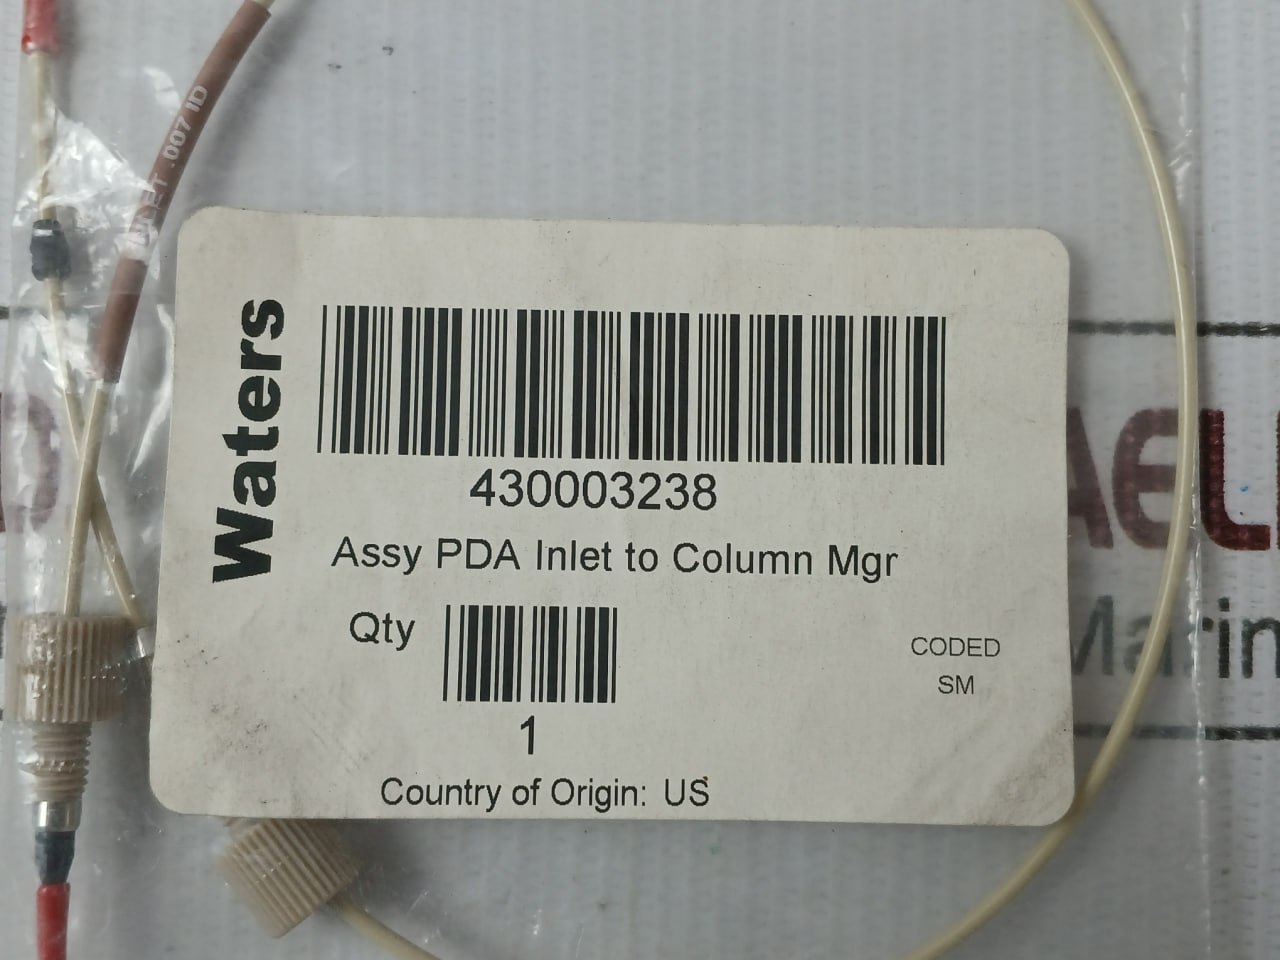 .007 ID
Waters
430003238
Assy PDA Inlet to Column Mgr
Qty
1
CODED
SM
Country of Origin: US